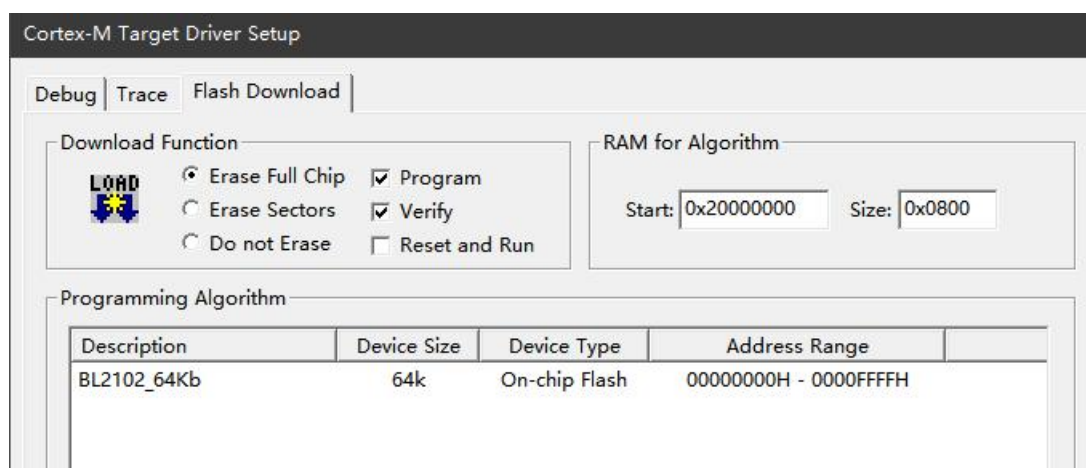 Cortex-M Target Driver Setup
Debug Trace Flash Download
Download Function
LOAD
Erase Full Chip Program
Erase Sectors Verify
Do not Erase Reset and Run
RAM for Algorithm
Start: 0x20000000 Size: 0x0800
Programming Algorithm
Description Device Size Device Type Address Range
BL2102_64Kb 64k On-chip Flash 00000000H - 0000FFFFH